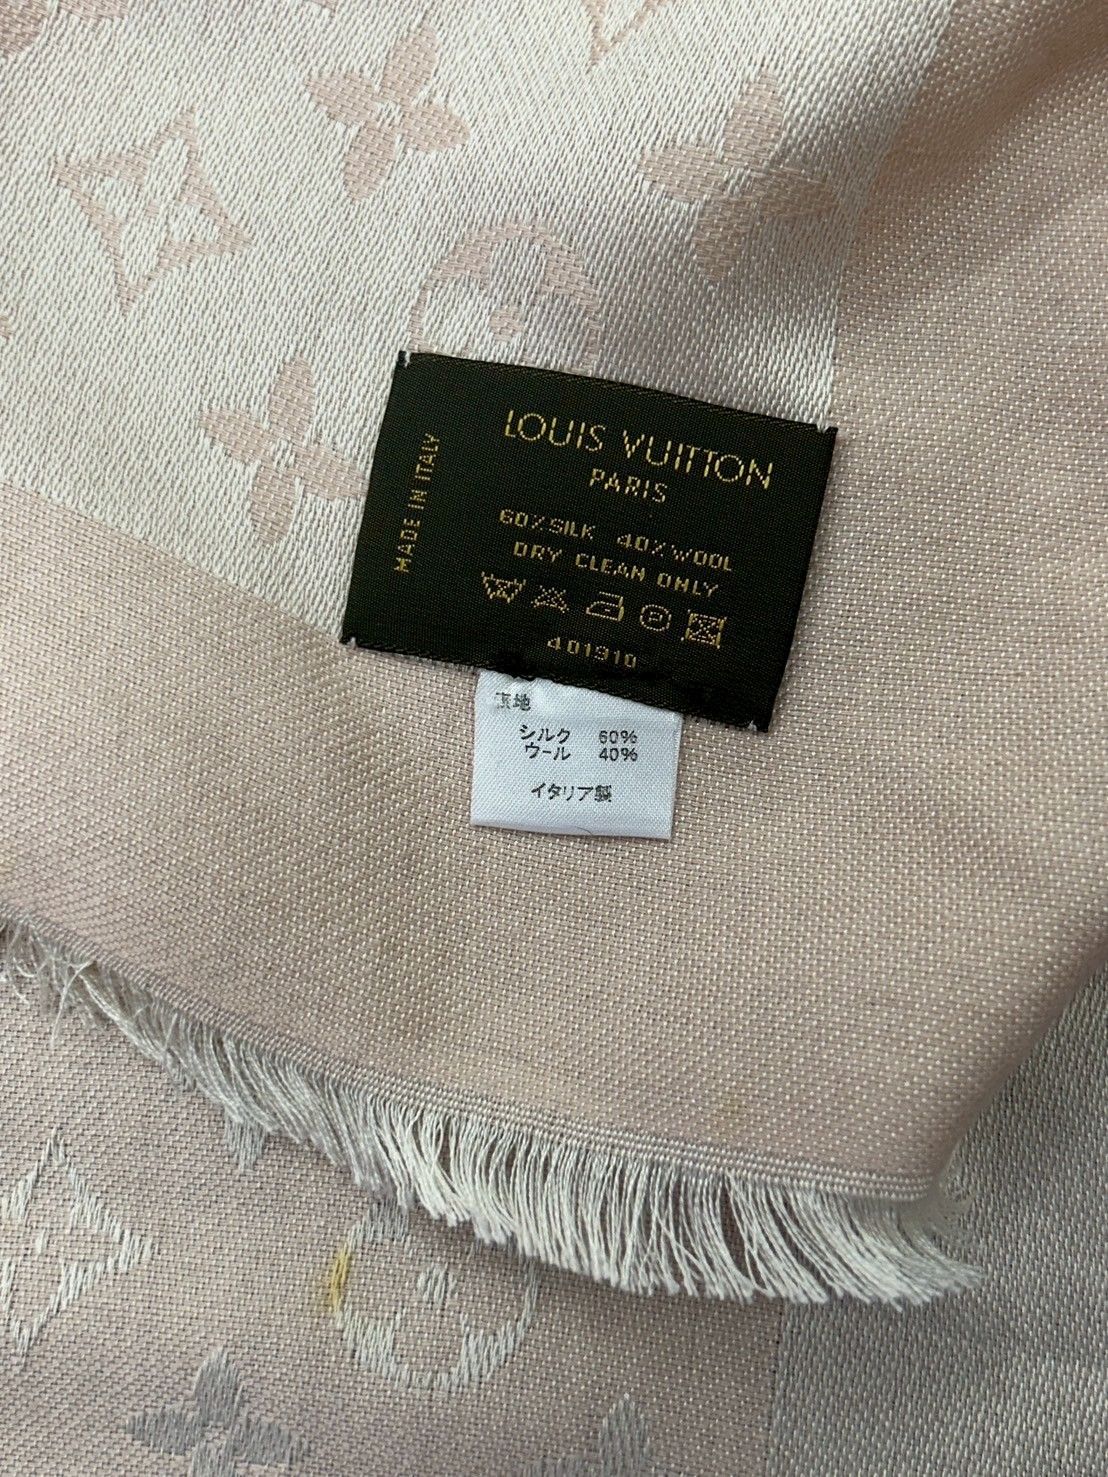 LOUIS VUITTON
PARIS
60% SILK 40% WOOL
DRY CLEAN ONLY
401910
MADE IN ITALY
表地
シルク 60%
ウール 40%
イタリア製